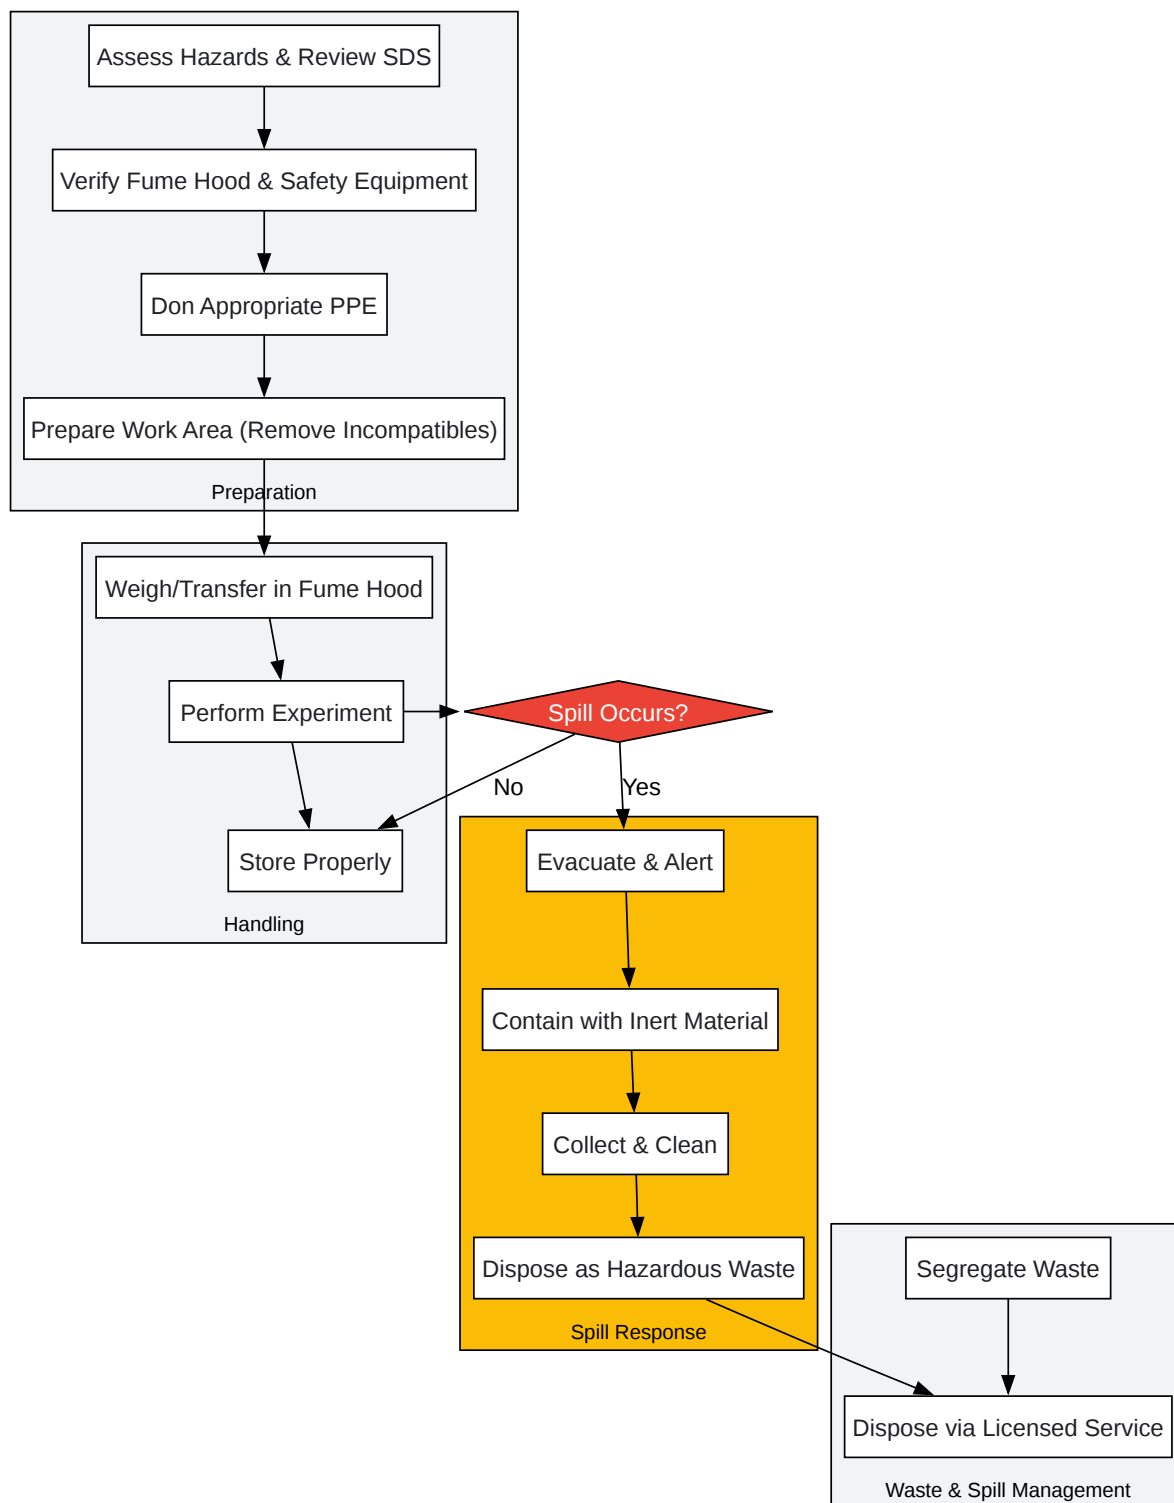 Assess Hazards & Review SDS
Verify Fume Hood & Safety Equipment
Don Appropriate PPE
Prepare Work Area (Remove Incompatibles)
Preparation
Weigh/Transfer in Fume Hood
Perform Experiment
Spill Occurs?
No
Yes
Store Properly
Handling
Evacuate & Alert
Contain with Inert Material
Collect & Clean
Dispose as Hazardous Waste
Spill Response
Segregate Waste
Dispose via Licensed Service
Waste & Spill Management